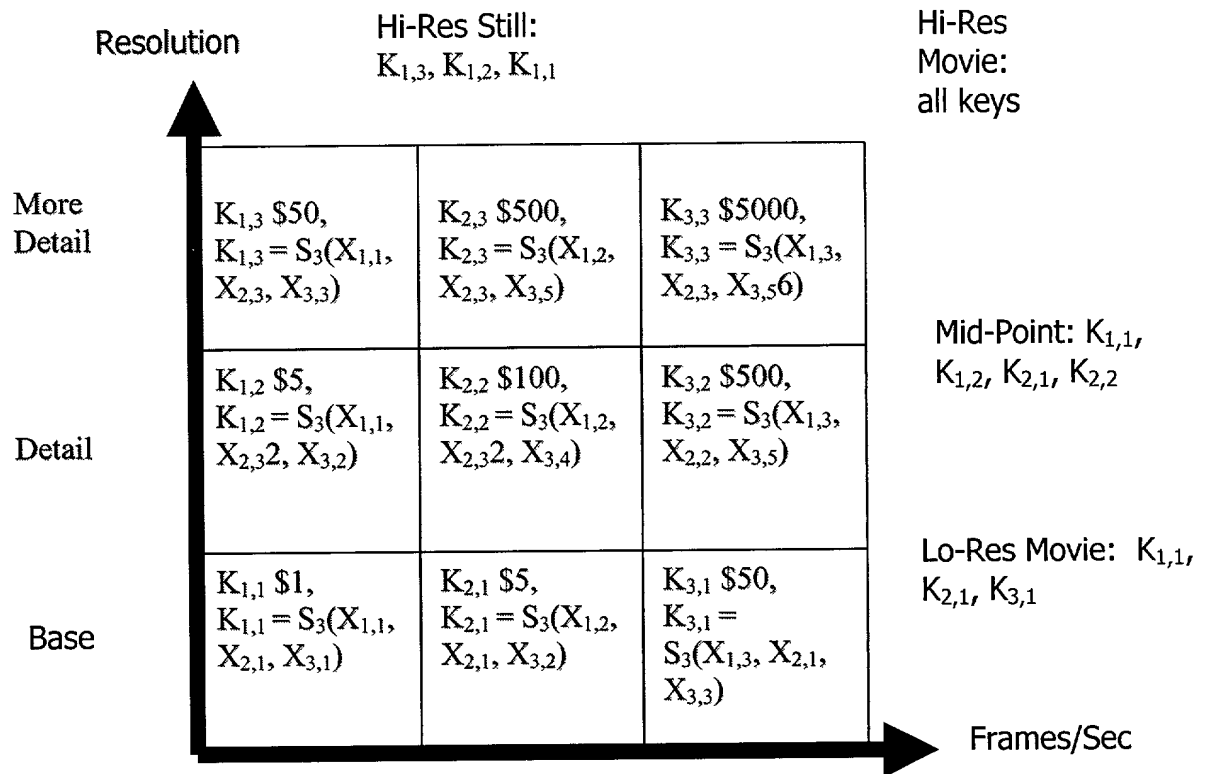 Resolution
Hi-Res Still:
K1,3, K1,2, K1,1
Hi-Res
Movie:
all keys
More
Detail
K1,3 $50,
K1,3 = S3(X1,1,
X2,3, X3,3)
K2,3 $500,
K2,3 = S3(X1,2,
X2,3, X3,5)
K3,3 $5000,
K3,3 = S3(X1,3,
X2,3, X3,56)
Mid-Point: K1,1,
K1,2, K2,1, K2,2
Detail
K1,2 $5,
K1,2 = S3(X1,1,
X2,32, X3,2)
K2,2 $100,
K2,2 = S3(X1,2,
X2,32, X3,4)
K3,2 $500,
K3,2 = S3(X1,3,
X2,2, X3,5)
Lo-Res Movie: K1,1,
K2,1, K3,1
Base
K1,1 $1,
K1,1 = S3(X1,1,
X2,1, X3,1)
K2,1 $5,
K2,1 = S3(X1,2,
X2,1, X3,2)
K3,1 $50,
K3,1 =
S3(X1,3, X2,1,
X3,3)
Frames/Sec